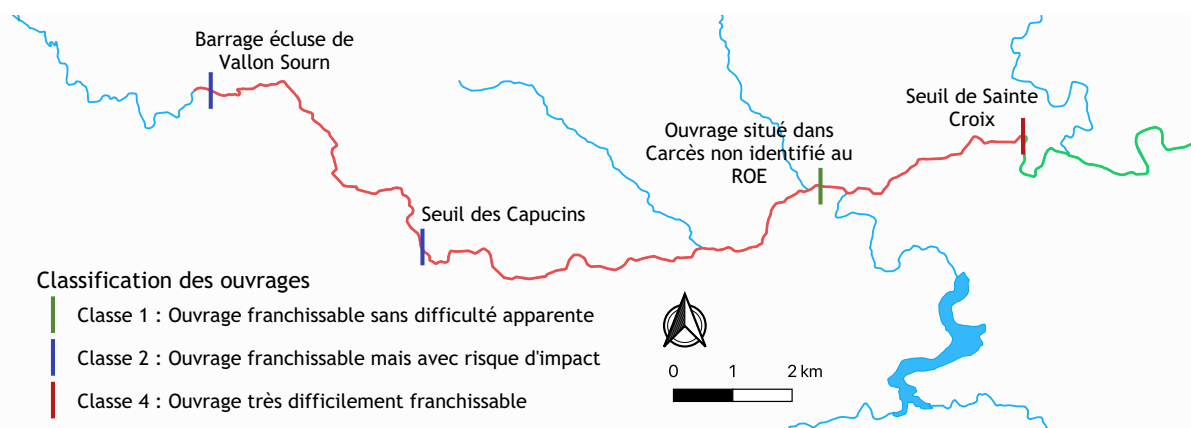 Barrage écluse de
Vallon Sourn
Seuil de Sainte
Croix
Ouvrage situé dans
Carcès non identifié au
ROE
Seuil des Capucins
Classification des ouvrages
Classe 1 : Ouvrage franchissable sans difficulté apparente
Classe 2 : Ouvrage franchissable mais avec risque d'impact
Classe 4 : Ouvrage très difficilement franchissable
0 1 2 km